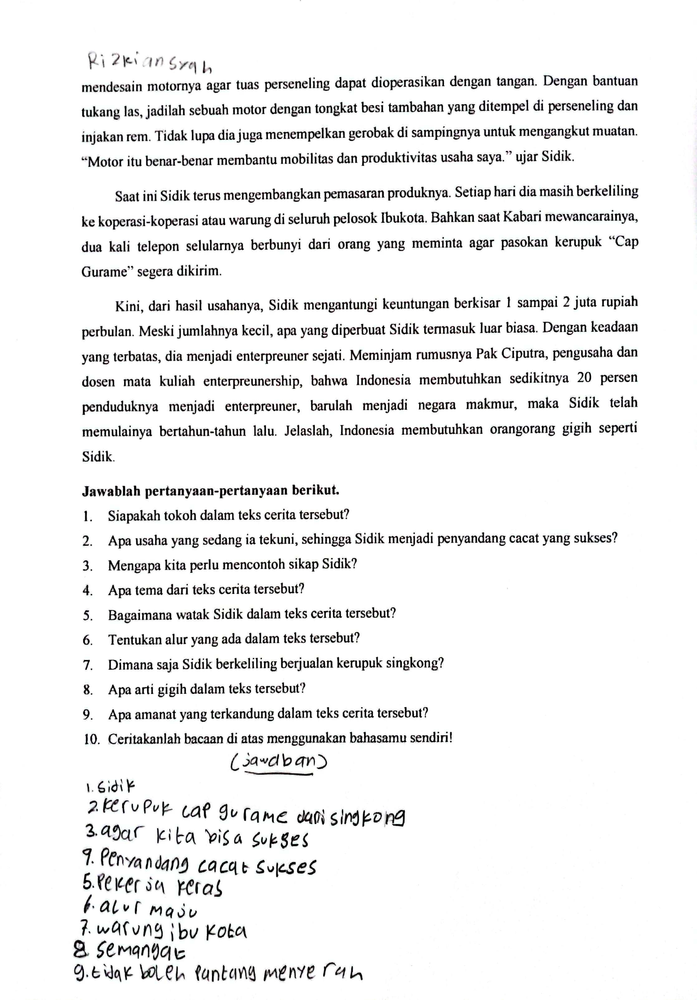 Rizkiansyah
mendesain motornya agar tuas perseneling dapat dioperasikan dengan tangan. Dengan bantuan
tukang las, jadilah sebuah motor dengan tongkat besi tambahan yang ditempel di perseneling dan
injakan rem. Tidak lupa dia juga menempelkan gerobak di sampingnya untuk mengangkut muatan.
“Motor itu benar-benar membantu mobilitas dan produktivitas usaha saya.” ujar Sidik.
Saat ini Sidik terus mengembangkan pemasaran produknya. Setiap hari dia masih berkeliling
ke koperasi-koperasi atau warung di seluruh pelosok Ibukota. Bahkan saat Kabari mewancarainya,
dua kali telepon selularnya berbunyi dari orang yang meminta agar pasokan kerupuk “Cap
Gurame” segera dikirim.
Kini, dari hasil usahanya, Sidik mengantungi keuntungan berkisar 1 sampai 2 juta rupiah
perbulan. Meski jumlahnya kecil, apa yang diperbuat Sidik termasuk luar biasa. Dengan keadaan
yang terbatas, dia menjadi enterpreuner sejati. Meminjam rumusnya Pak Ciputra, pengusaha dan
dosen mata kuliah enterpreunership, bahwa Indonesia membutuhkan sedikitnya 20 persen
penduduknya menjadi enterpreuner, barulah menjadi negara makmur, maka Sidik telah
memulainya bertahun-tahun lalu. Jelaslah, Indonesia membutuhkan orangorang gigih seperti
Sidik.
Jawablah pertanyaan-pertanyaan berikut.
1. Siapakah tokoh dalam teks cerita tersebut?
2. Apa usaha yang sedang ia tekuni, sehingga Sidik menjadi penyandang cacat yang sukses?
3. Mengapa kita perlu mencontoh sikap Sidik?
4. Apa tema dari teks cerita tersebut?
5. Bagaimana watak Sidik dalam teks cerita tersebut?
6. Tentukan alur yang ada dalam teks tersebut?
7. Dimana saja Sidik berkeliling berjualan kerupuk singkong?
8. Apa arti gigih dalam teks tersebut?
9. Apa amanat yang terkandung dalam teks cerita tersebut?
10. Ceritakanlah bacaan di atas menggunakan bahasamu sendiri!
(jawaban)
1. Sidik
2. kerupuk cap gurame dari singkong
3. agar kita bisa sukses
4. Penyandang cacat sukses
5. Pekerja keras
6. alur maju
7. warung ibu kota
8. semangat
9. tidak boleh pantang menyerah